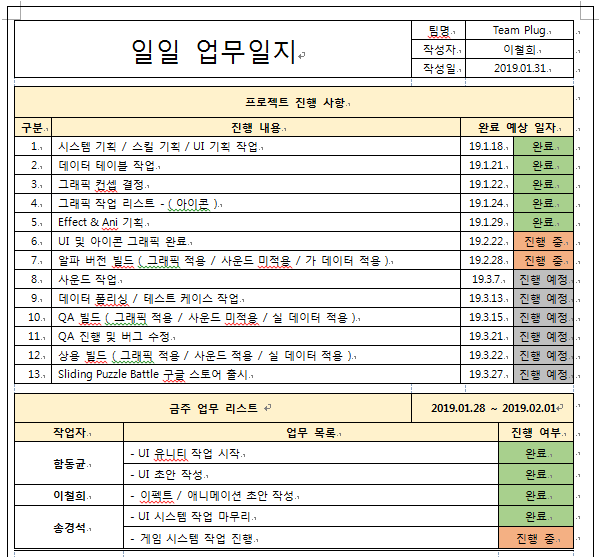 일일 업무일지
팀명 Team Plug.
작성자 이철희
작성일 2019.01.31
프로젝트 진행 사항
구분 진행 내용 완료 예상 일자
1. 시스템 기획 / 스킬 기획 / UI 기획 작업 19.1.18. 완료
2. 데이터 테이블 작업 19.1.21 완료
3. 그래픽 컨셉 결정 19.1.22 완료
4. 그래픽 작업 리스트 - ( 아이콘 ) 19.1.24 완료
5. Effect & Ani 기획 19.1.29 완료
6. UI 및 아이콘 그래픽 완료 19.2.22 진행 중
7. 알파 버전 빌드 ( 그래픽 적용 / 사운드 미적용 / 가 데이터 적용 ) 19.2.28 진행 중
8. 사운드 작업 19.3.7 진행 예정
9. 데이터 폴리싱 / 테스트 케이스 작업 19.3.13 진행 예정
10. QA 빌드 ( 그래픽 적용 / 사운드 미적용 / 실 데이터 적용 ) 19.3.15 진행 예정
11. QA 진행 및 버그 수정 19.3.21 진행 예정
12. 상용 빌드 ( 그래픽 적용 / 사운드 적용 / 실 데이터 적용 ) 19.3.22 진행 예정
13. Sliding Puzzle Battle 구글 스토어 출시 19.3.27 진행 예정
금주 업무 리스트 2019.01.28 ~ 2019.02.01
작업자 업무 목록 진행 여부
함동균 - UI 유니티 작업 시작 완료
- UI 초안 작성 완료
이철희 - 이펙트 / 애니메이션 초안 작성 완료
송경석 - UI 시스템 작업 마무리 완료
- 게임 시스템 작업 진행 진행 중